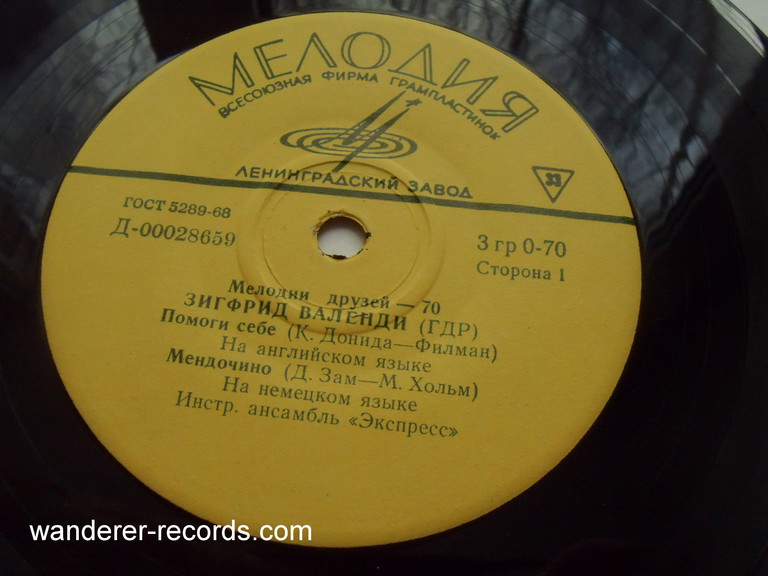 МЕЛОДИЯ
ВСЕСОЮЗНАЯ ФИРМА ГРАМПЛАСТИНОК
ЛЕНИНГРАДСКИЙ ЗАВОД
33
ГОСТ 5289-68
Д-00028659
3 гр 0-70
Сторона 1
Мелодии друзей — 70
ЗИГФРИД ВАЛЕНДИ (ГДР)
Помоги себе (К. Донида—Филман)
На английском языке
Мендочино (Д. Зам—М. Хольм)
На немецком языке
Инстр. ансамбль «Экспресс»
wanderer-records.com